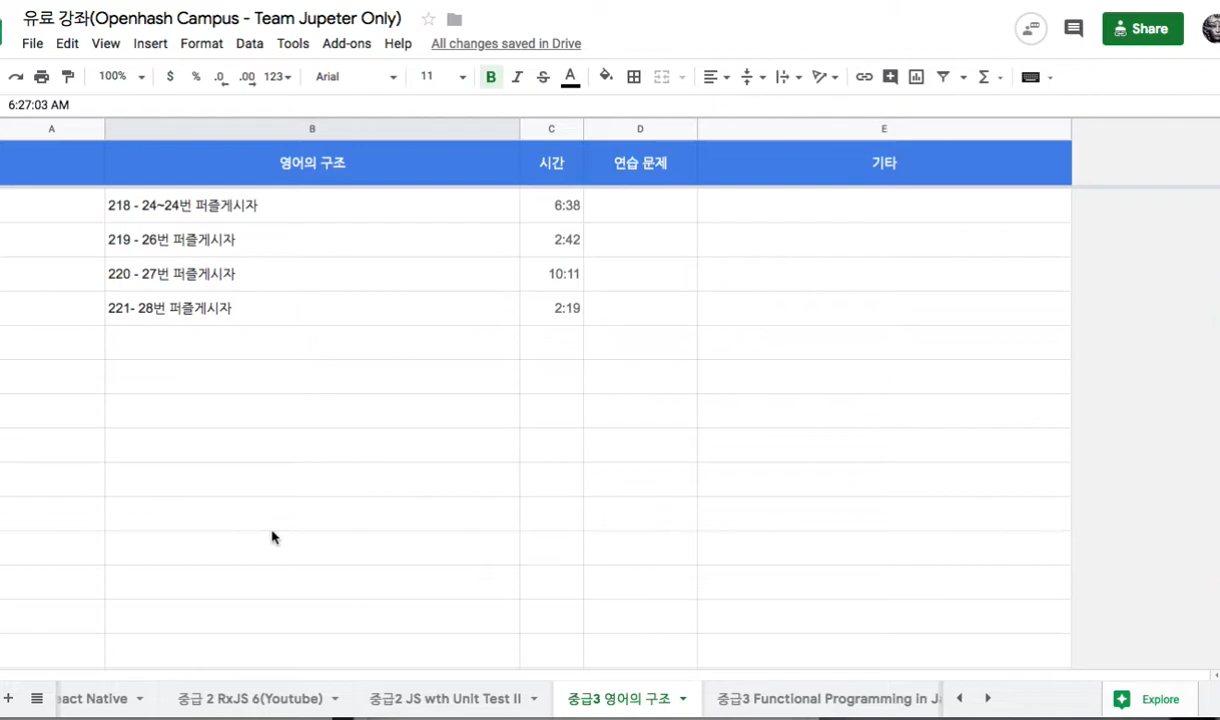 유료 강좌(Openhash Campus - Team Jupeter Only)
File Edit View Insert Format Data Tools Add-ons Help All changes saved in Drive
Share
100% $ % .0 .00 123 Arial 11 B I S A Σ
6:27:03 AM
A B C D E
영어의 구조 시간 연습 문제 기타
218 - 24~24번 퍼즐게시자 6:38
219 - 26번 퍼즐게시자 2:42
220 - 27번 퍼즐게시자 10:11
221- 28번 퍼즐게시자 2:19
+ eact Native 중급 2 RxJS 6(Youtube) 중급2 JS wth Unit Test II 중급3 영어의 구조 중급3 Functional Programming in Ja Explore